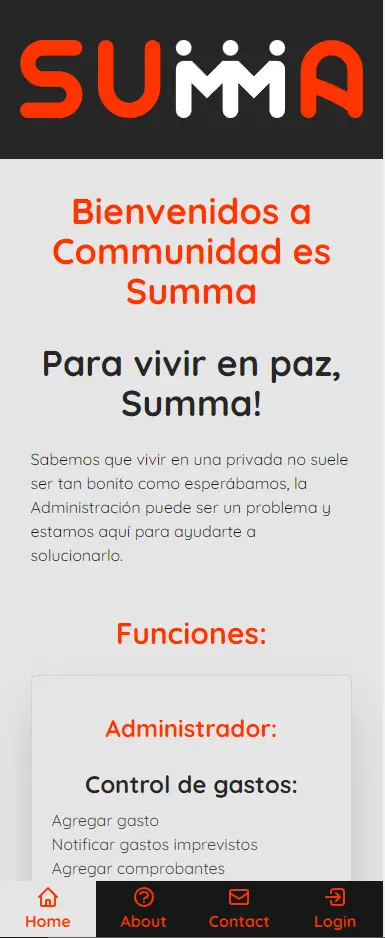 SUMMA
Bienvenidos a
Communidad es
Summa
Para vivir en paz,
Summa!
Sabemos que vivir en una privada no suele
ser tan bonito como esperábamos, la
Administración puede ser un problema y
estamos aquí para ayudarte a
solucionarlo.
Funciones:
Administrador:
Control de gastos:
Agregar gasto
Notificar gastos imprevistos
Agregar comprobantes
Home About Contact Login